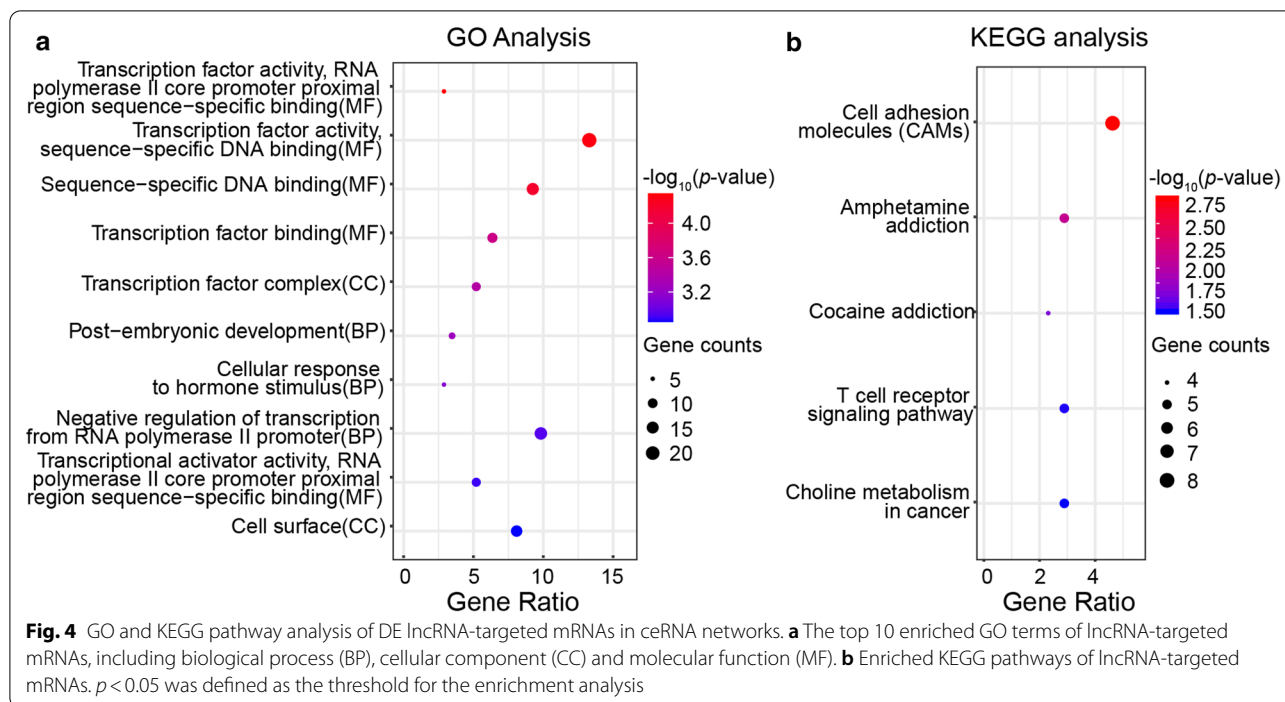 a
GO Analysis
Transcription factor activity, RNA
polymerase II core promoter proximal
region sequence−specific binding(MF)
Transcription factor activity,
sequence−specific DNA binding(MF)
Sequence−specific DNA binding(MF)
Transcription factor binding(MF)
Transcription factor complex(CC)
Post−embryonic development(BP)
Cellular response
to hormone stimulus(BP)
Negative regulation of transcription
from RNA polymerase II promoter(BP)
Transcriptional activator activity, RNA
polymerase II core promoter proximal
region sequence−specific binding(MF)
Cell surface(CC)
0 5 10 15
Gene Ratio
-log10(p-value)
4.0
3.6
3.2
Gene counts
5
10
15
20
b
KEGG analysis
Cell adhesion
molecules (CAMs)
Amphetamine
addiction
Cocaine addiction
T cell receptor
signaling pathway
Choline metabolism
in cancer
0 2 4
Gene Ratio
-log10(p-value)
2.75
2.50
2.25
2.00
1.75
1.50
Gene counts
4
5
6
7
8
Fig. 4 GO and KEGG pathway analysis of DE lncRNA-targeted mRNAs in ceRNA networks. a The top 10 enriched GO terms of lncRNA-targeted
mRNAs, including biological process (BP), cellular component (CC) and molecular function (MF). b Enriched KEGG pathways of lncRNA-targeted
mRNAs. p < 0.05 was defined as the threshold for the enrichment analysis